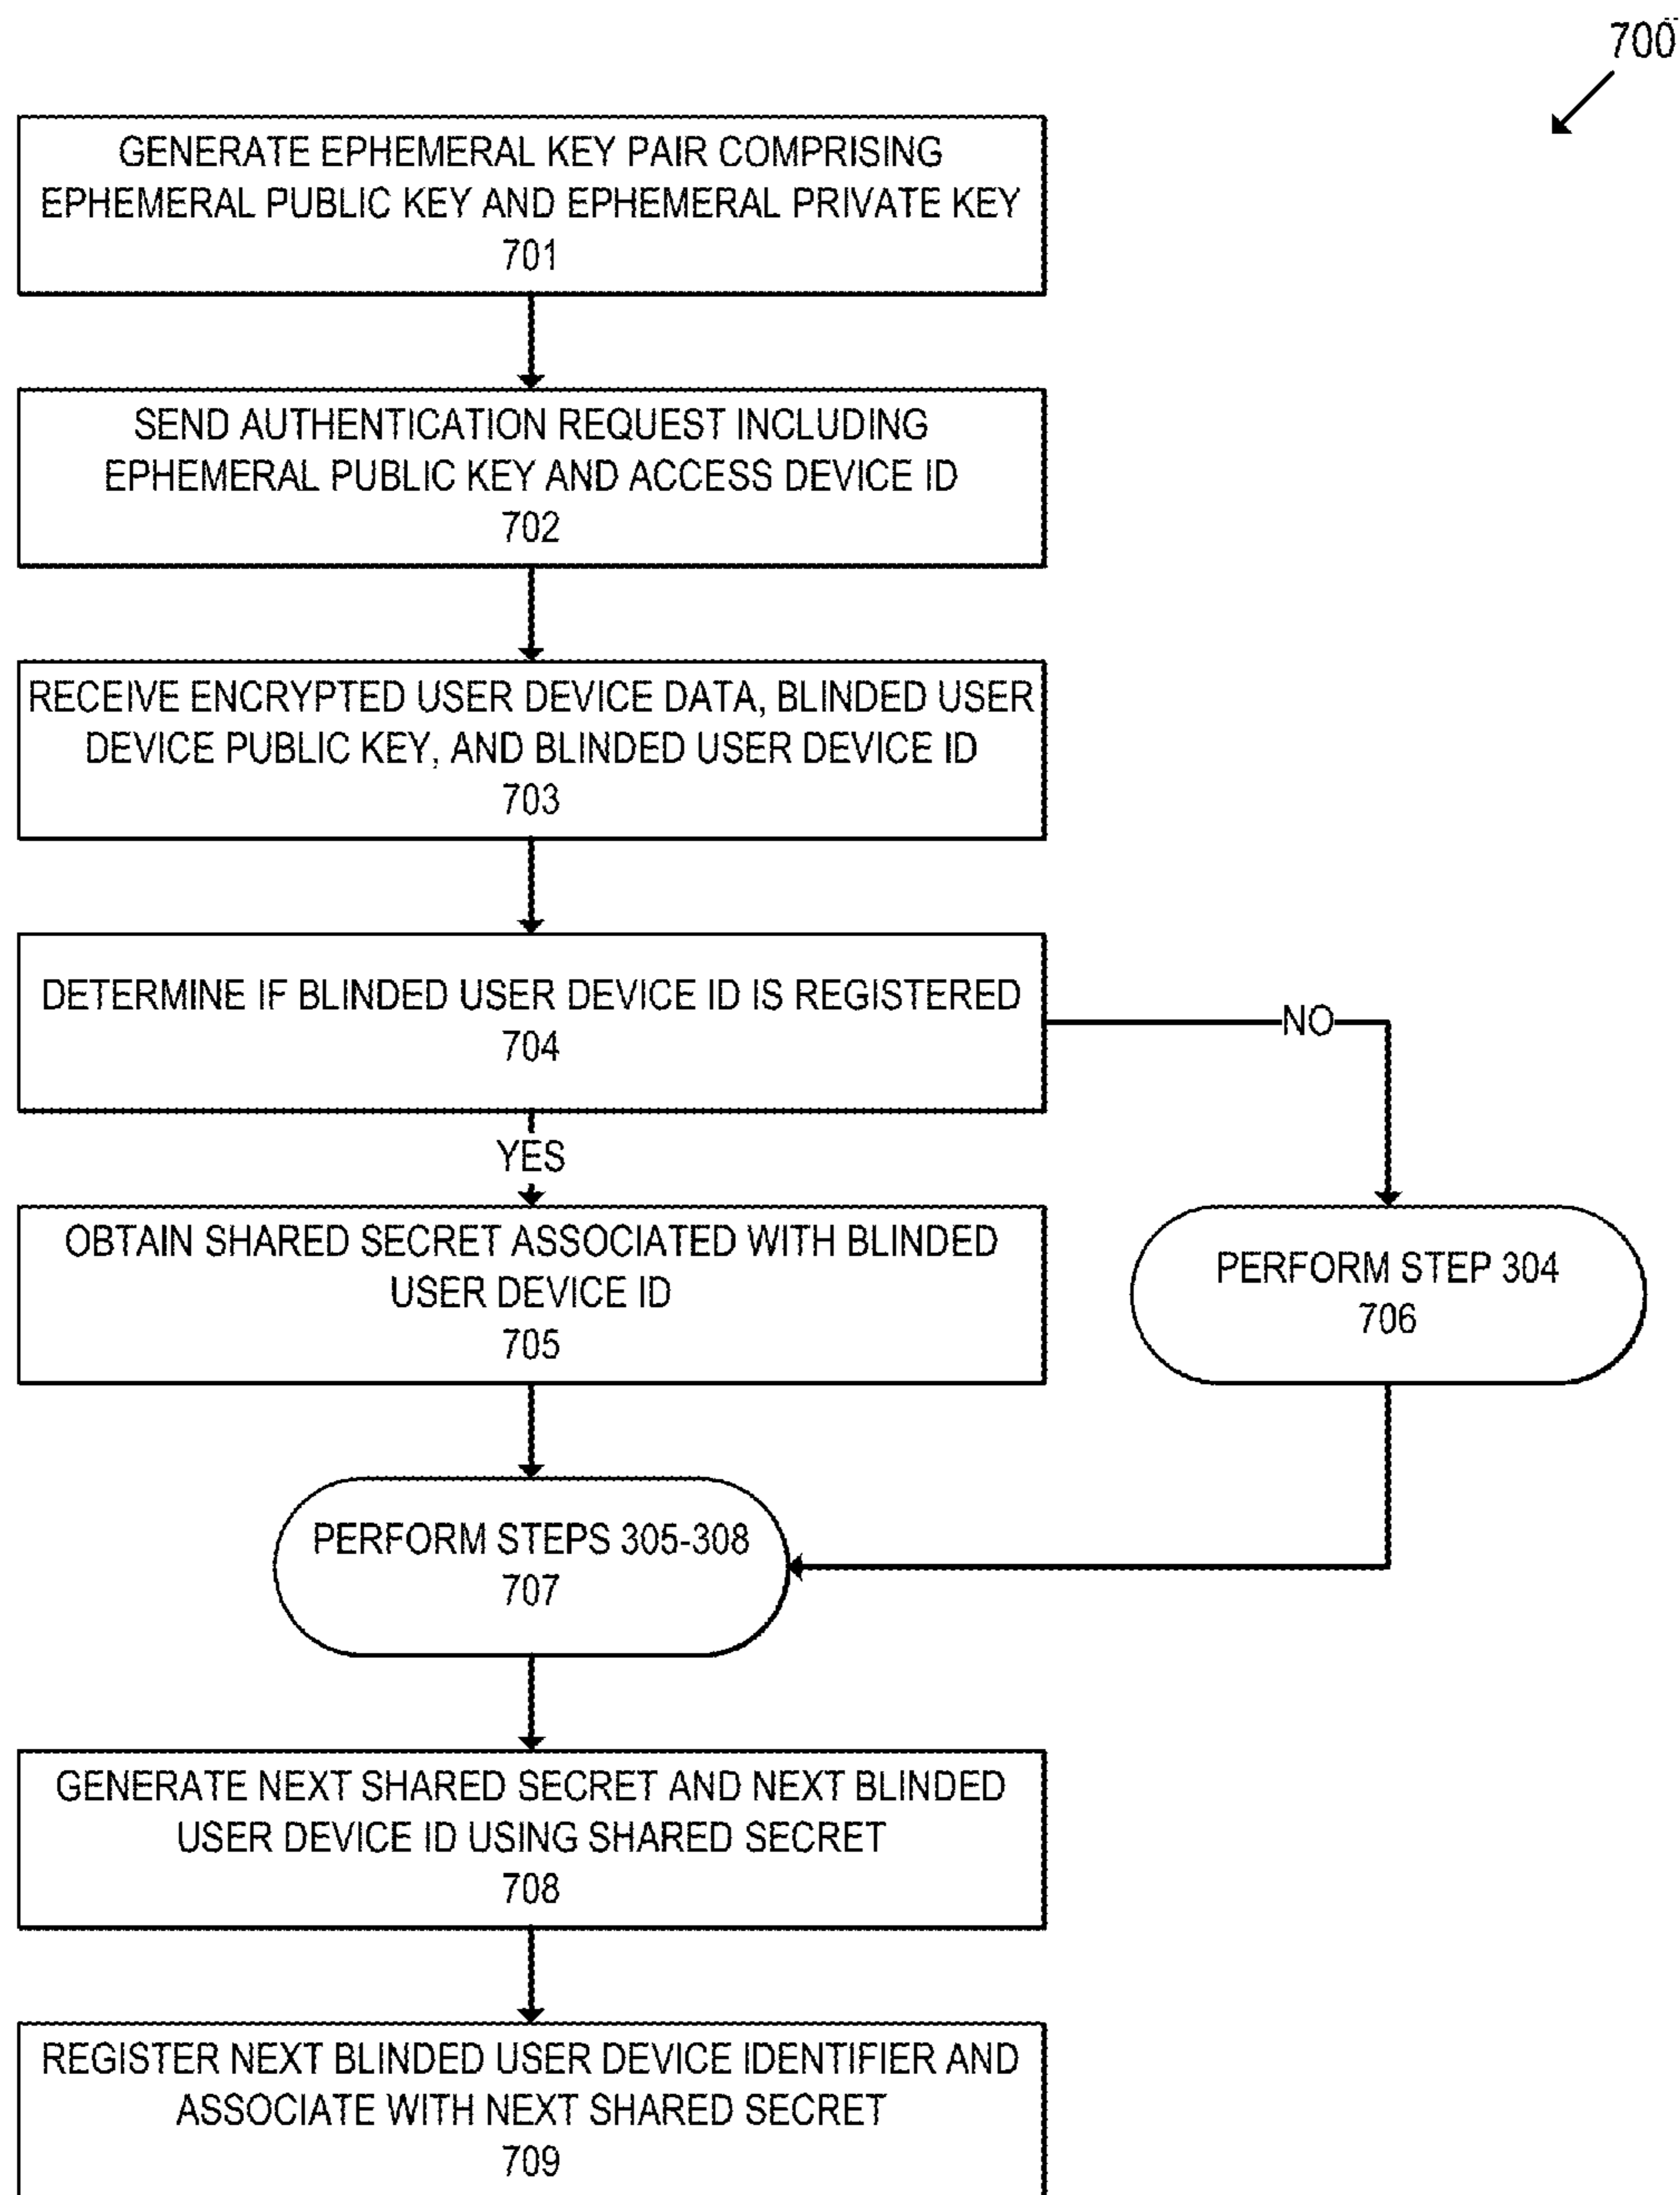 700
GENERATE EPHEMERAL KEY PAIR COMPRISING
EPHEMERAL PUBLIC KEY AND EPHEMERAL PRIVATE KEY
701
SEND AUTHENTICATION REQUEST INCLUDING
EPHEMERAL PUBLIC KEY AND ACCESS DEVICE ID
702
RECEIVE ENCRYPTED USER DEVICE DATA, BLINDED USER
DEVICE PUBLIC KEY, AND BLINDED USER DEVICE ID
703
DETERMINE IF BLINDED USER DEVICE ID IS REGISTERED
704
NO
YES
OBTAIN SHARED SECRET ASSOCIATED WITH BLINDED
USER DEVICE ID
705
PERFORM STEP 304
706
PERFORM STEPS 305-308
707
GENERATE NEXT SHARED SECRET AND NEXT BLINDED
USER DEVICE ID USING SHARED SECRET
708
REGISTER NEXT BLINDED USER DEVICE IDENTIFIER AND
ASSOCIATE WITH NEXT SHARED SECRET
709